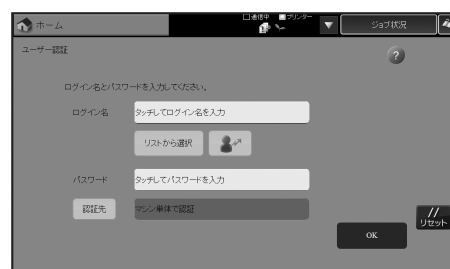 ホーム
通信中 プリンター
ジョブ状況
ユーザー認証
?
ログイン名とパスワードを入力してください。
ログイン名 タッチしてログイン名を入力
リストから選択
パスワード タッチしてパスワードを入力
認証先 マシン単体で認証
//
リセット
OK